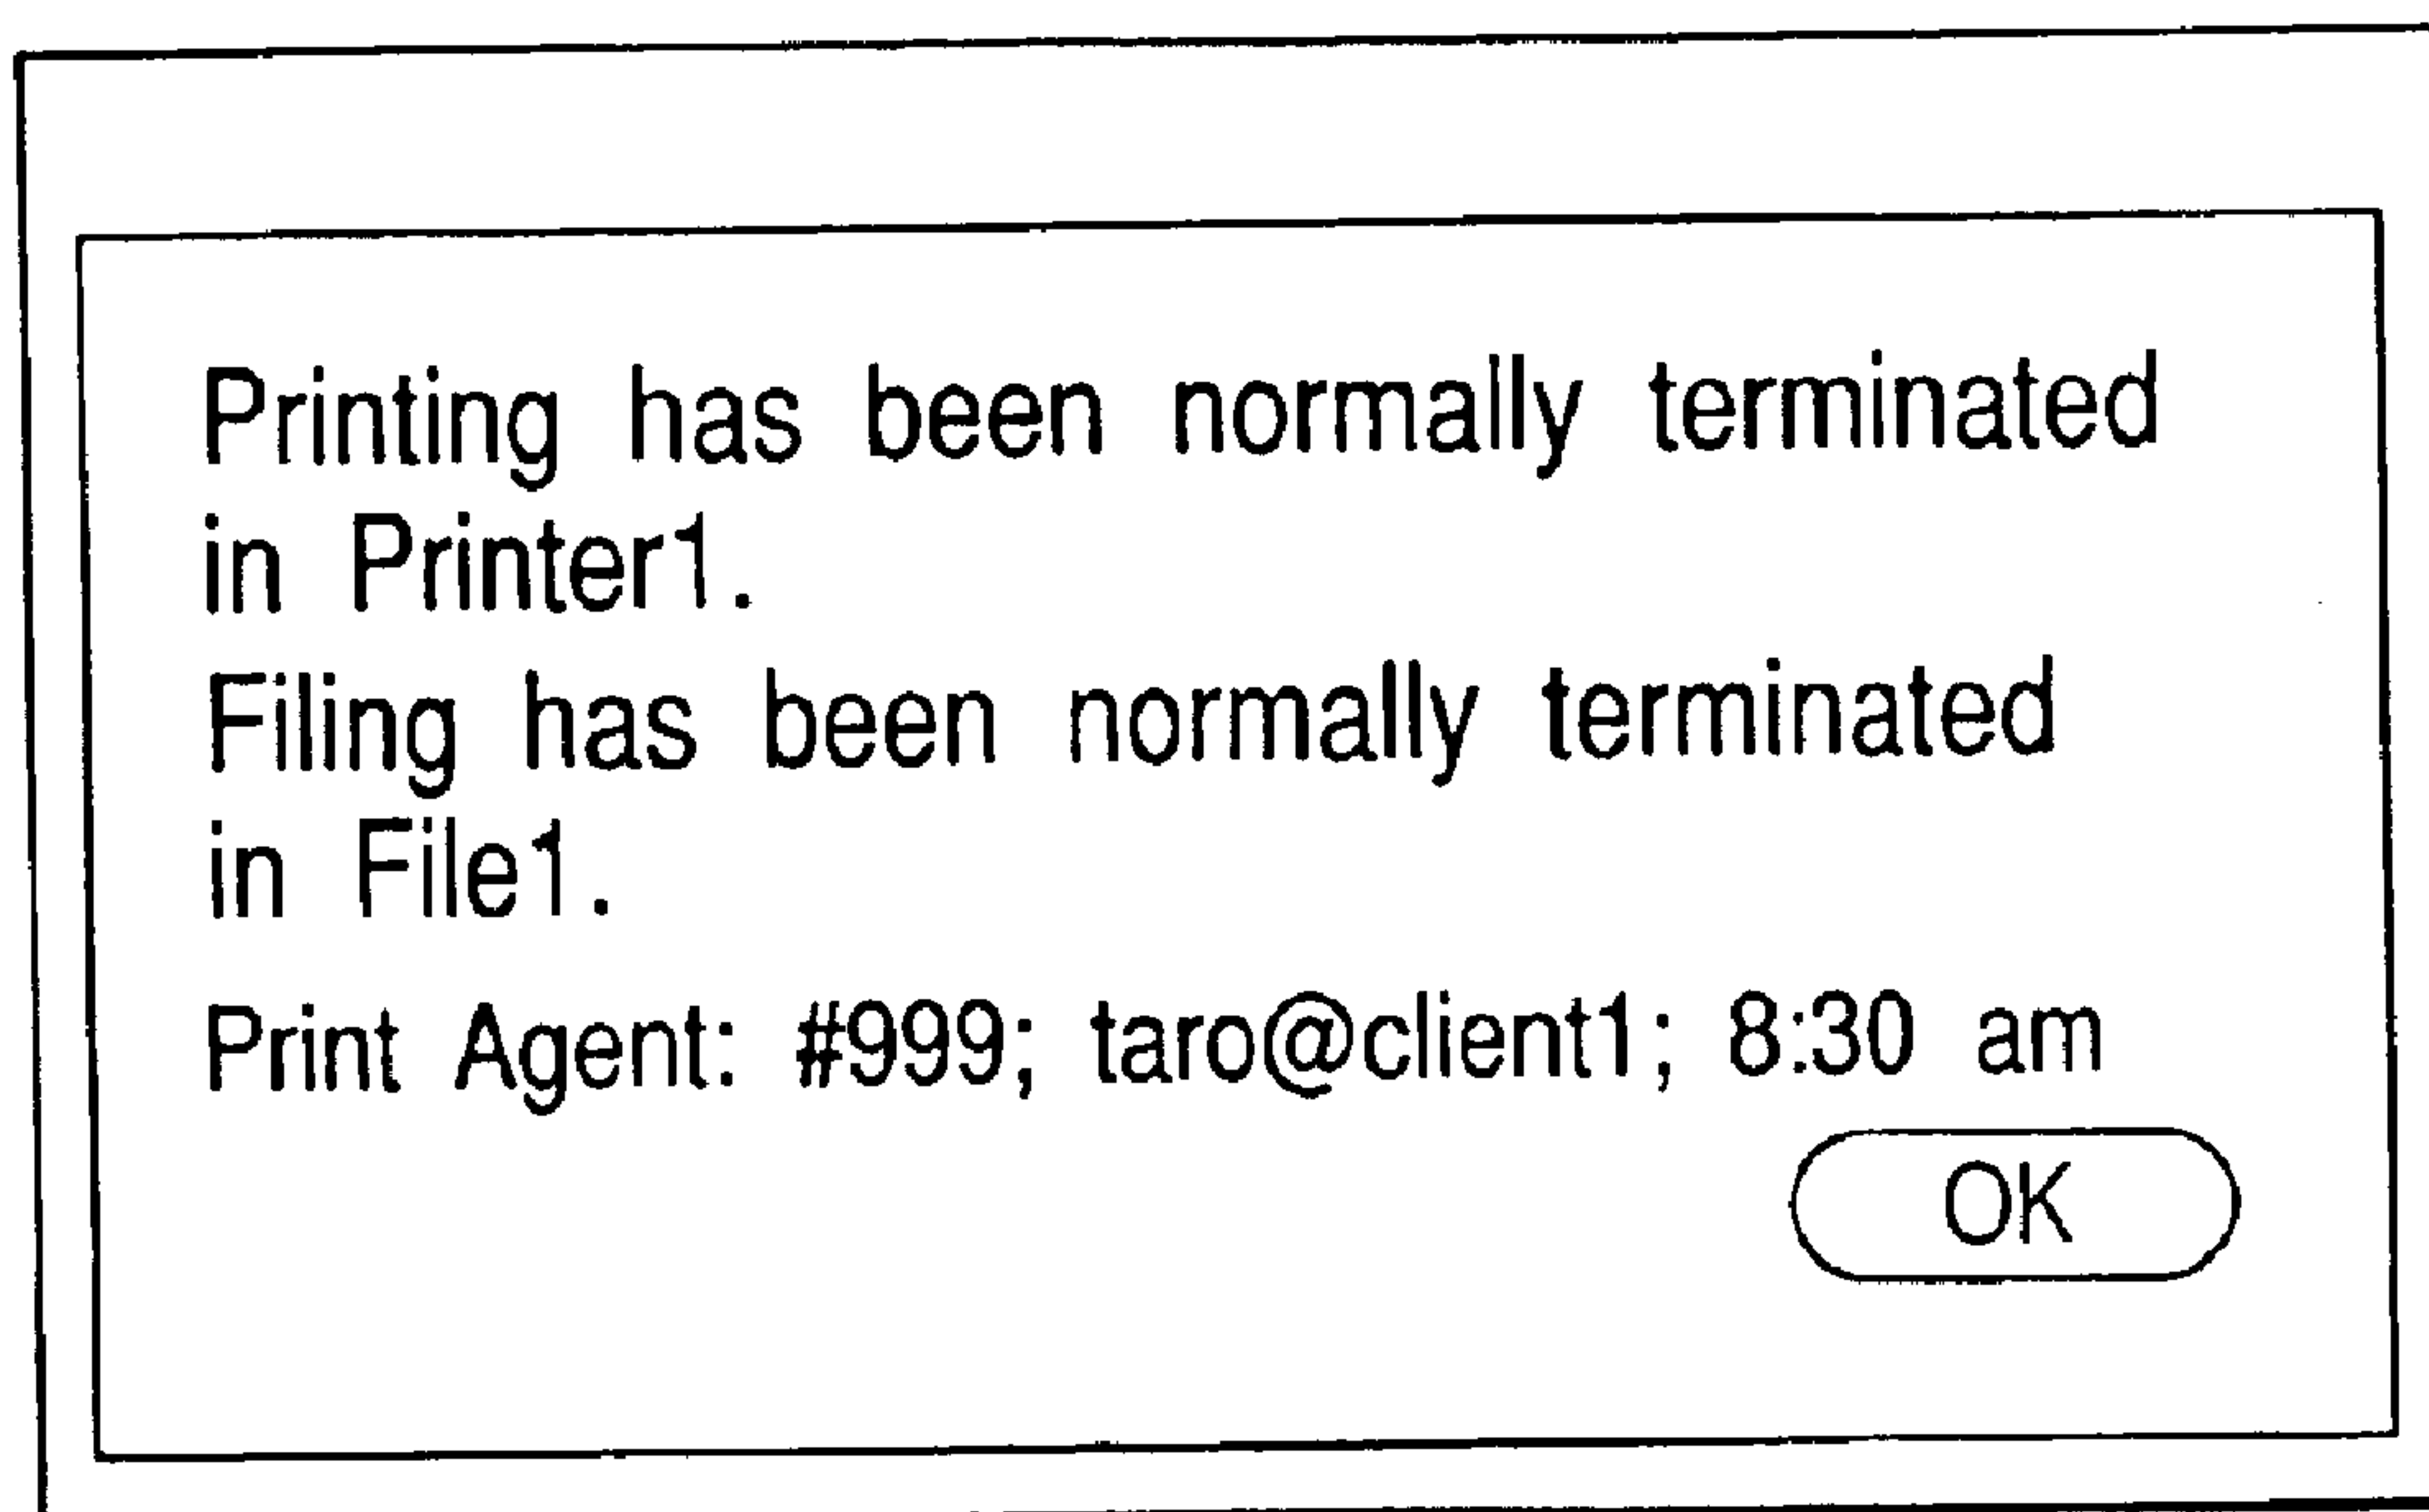 Printing has been normally terminated
in Printer1.
Filing has been normally terminated
in File1.
Print Agent: #999; taro@client1; 8:30 am
OK